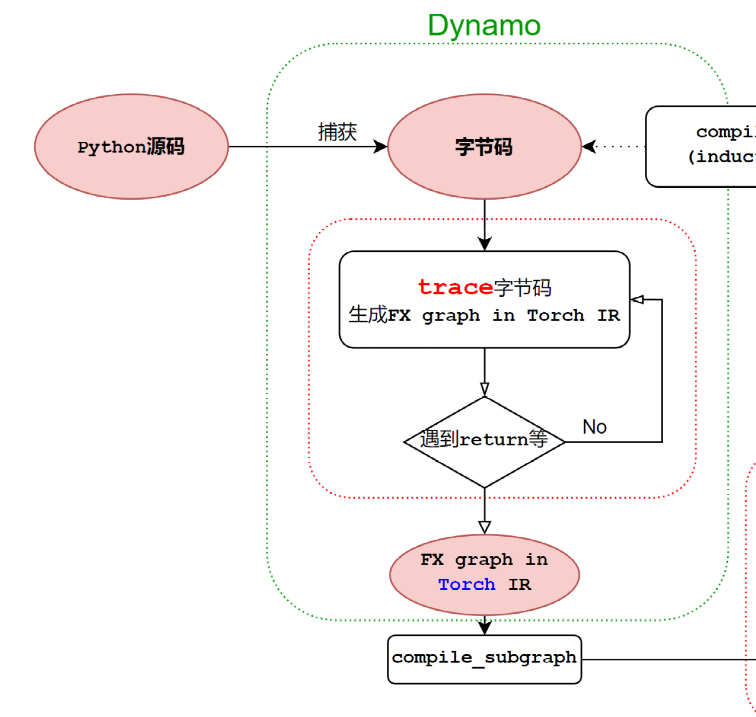 Dynamo
Python源码
捕获
字节码
compil
(induc
trace字节码
生成FX graph in Torch IR
遇到return等
No
FX graph in
Torch IR
compile_subgraph